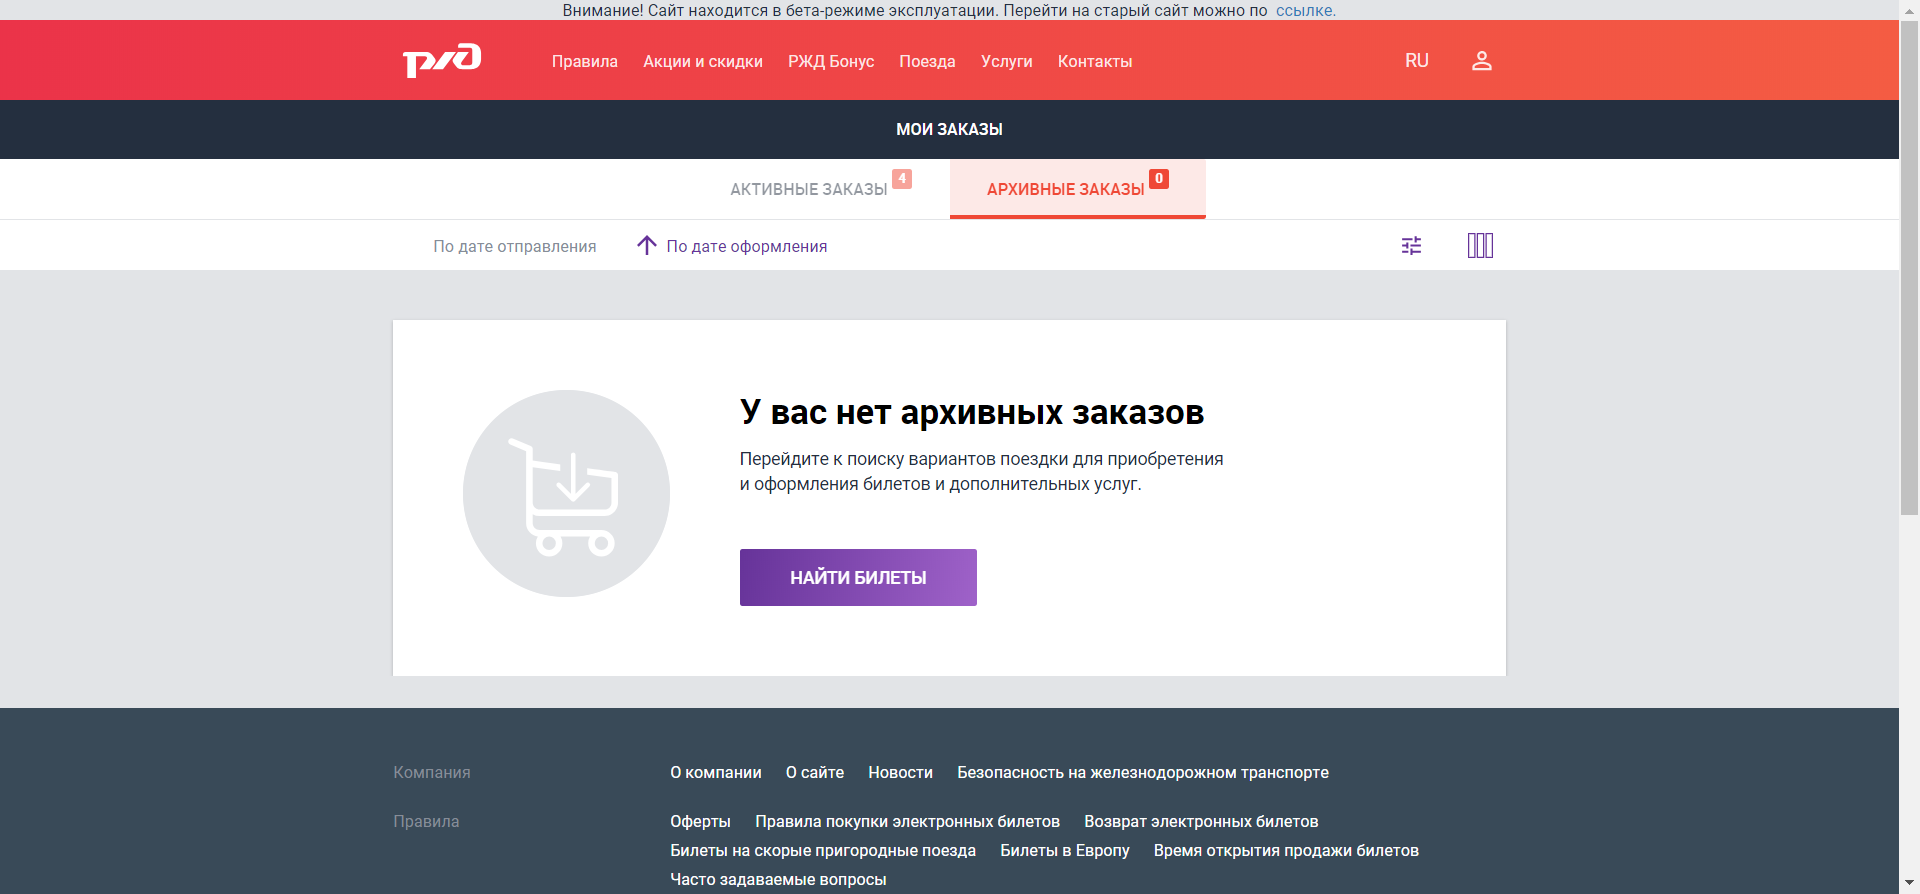 Внимание! Сайт находится в бета-режиме эксплуатации. Перейти на старый сайт можно по ссылке.
ржд
Правила Акции и скидки РЖД Бонус Поезда Услуги Контакты RU
МОИ ЗАКАЗЫ
АКТИВНЫЕ ЗАКАЗЫ 4 АРХИВНЫЕ ЗАКАЗЫ 0
По дате отправления По дате оформления
У вас нет архивных заказов
Перейдите к поиску вариантов поездки для приобретения
и оформления билетов и дополнительных услуг.
НАЙТИ БИЛЕТЫ
Компания О компании О сайте Новости Безопасность на железнодорожном транспорте
Правила Оферты Правила покупки электронных билетов Возврат электронных билетов
Билеты на скорые пригородные поезда Билеты в Европу Время открытия продажи билетов
Часто задаваемые вопросы